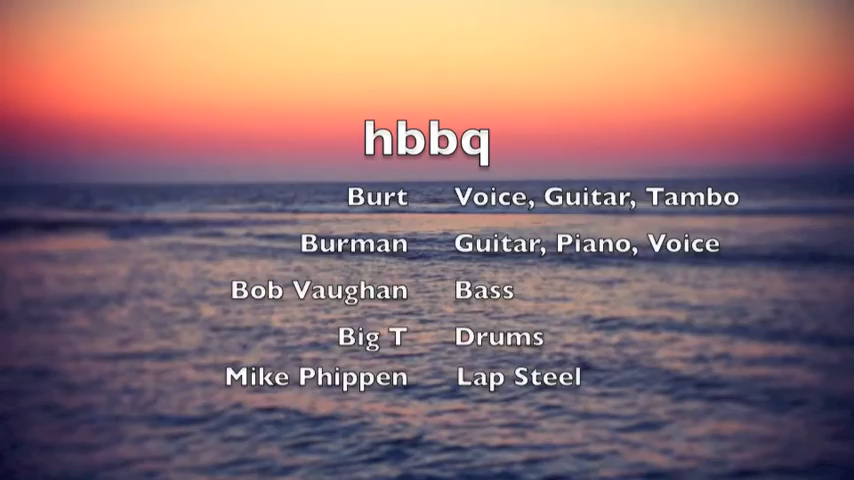 hbbq
Burt Voice, Guitar, Tambo
Burman Guitar, Piano, Voice
Bob Vaughan Bass
Big T Drums
Mike Phippen Lap Steel